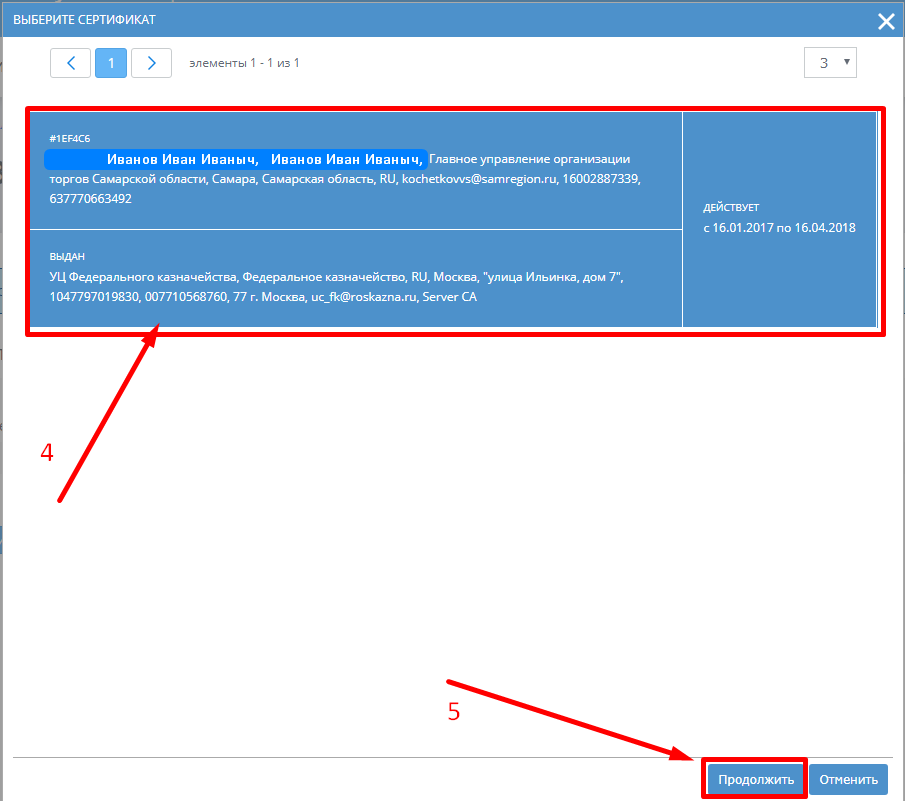 ВЫБЕРИТЕ СЕРТИФИКАТ
1 элементы 1 - 1 из 1 3
#1EF4C6
Иванов Иван Иваныч, Иванов Иван Иваныч, Главное управление организации
торгов Самарской области, Самара, Самарская область, RU, kochetkovvs@samregion.ru, 16002887339,
637770663492
ДЕЙСТВУЕТ
с 16.01.2017 по 16.04.2018
ВЫДАН
УЦ Федерального казначейства, Федеральное казначейство, RU, Москва, "улица Ильинка, дом 7",
1047797019830, 007710568760, 77 г. Москва, uc_fk@roskazna.ru, Server CA
4
5
Продолжить Отменить